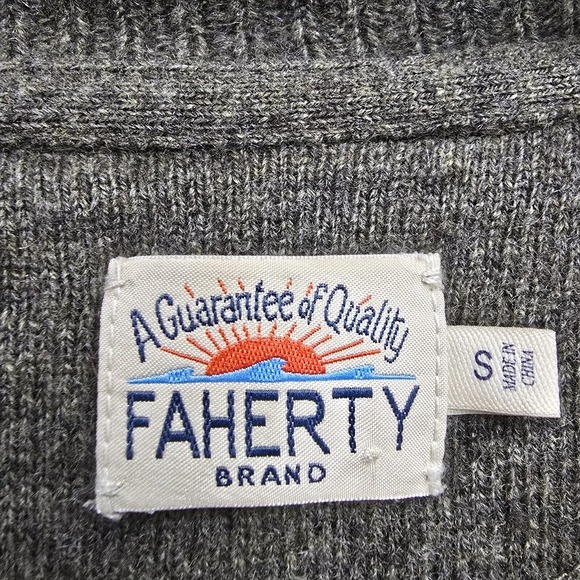 A Guarantee of Quality
FAHERTY
BRAND
S
MADE IN
CHINA